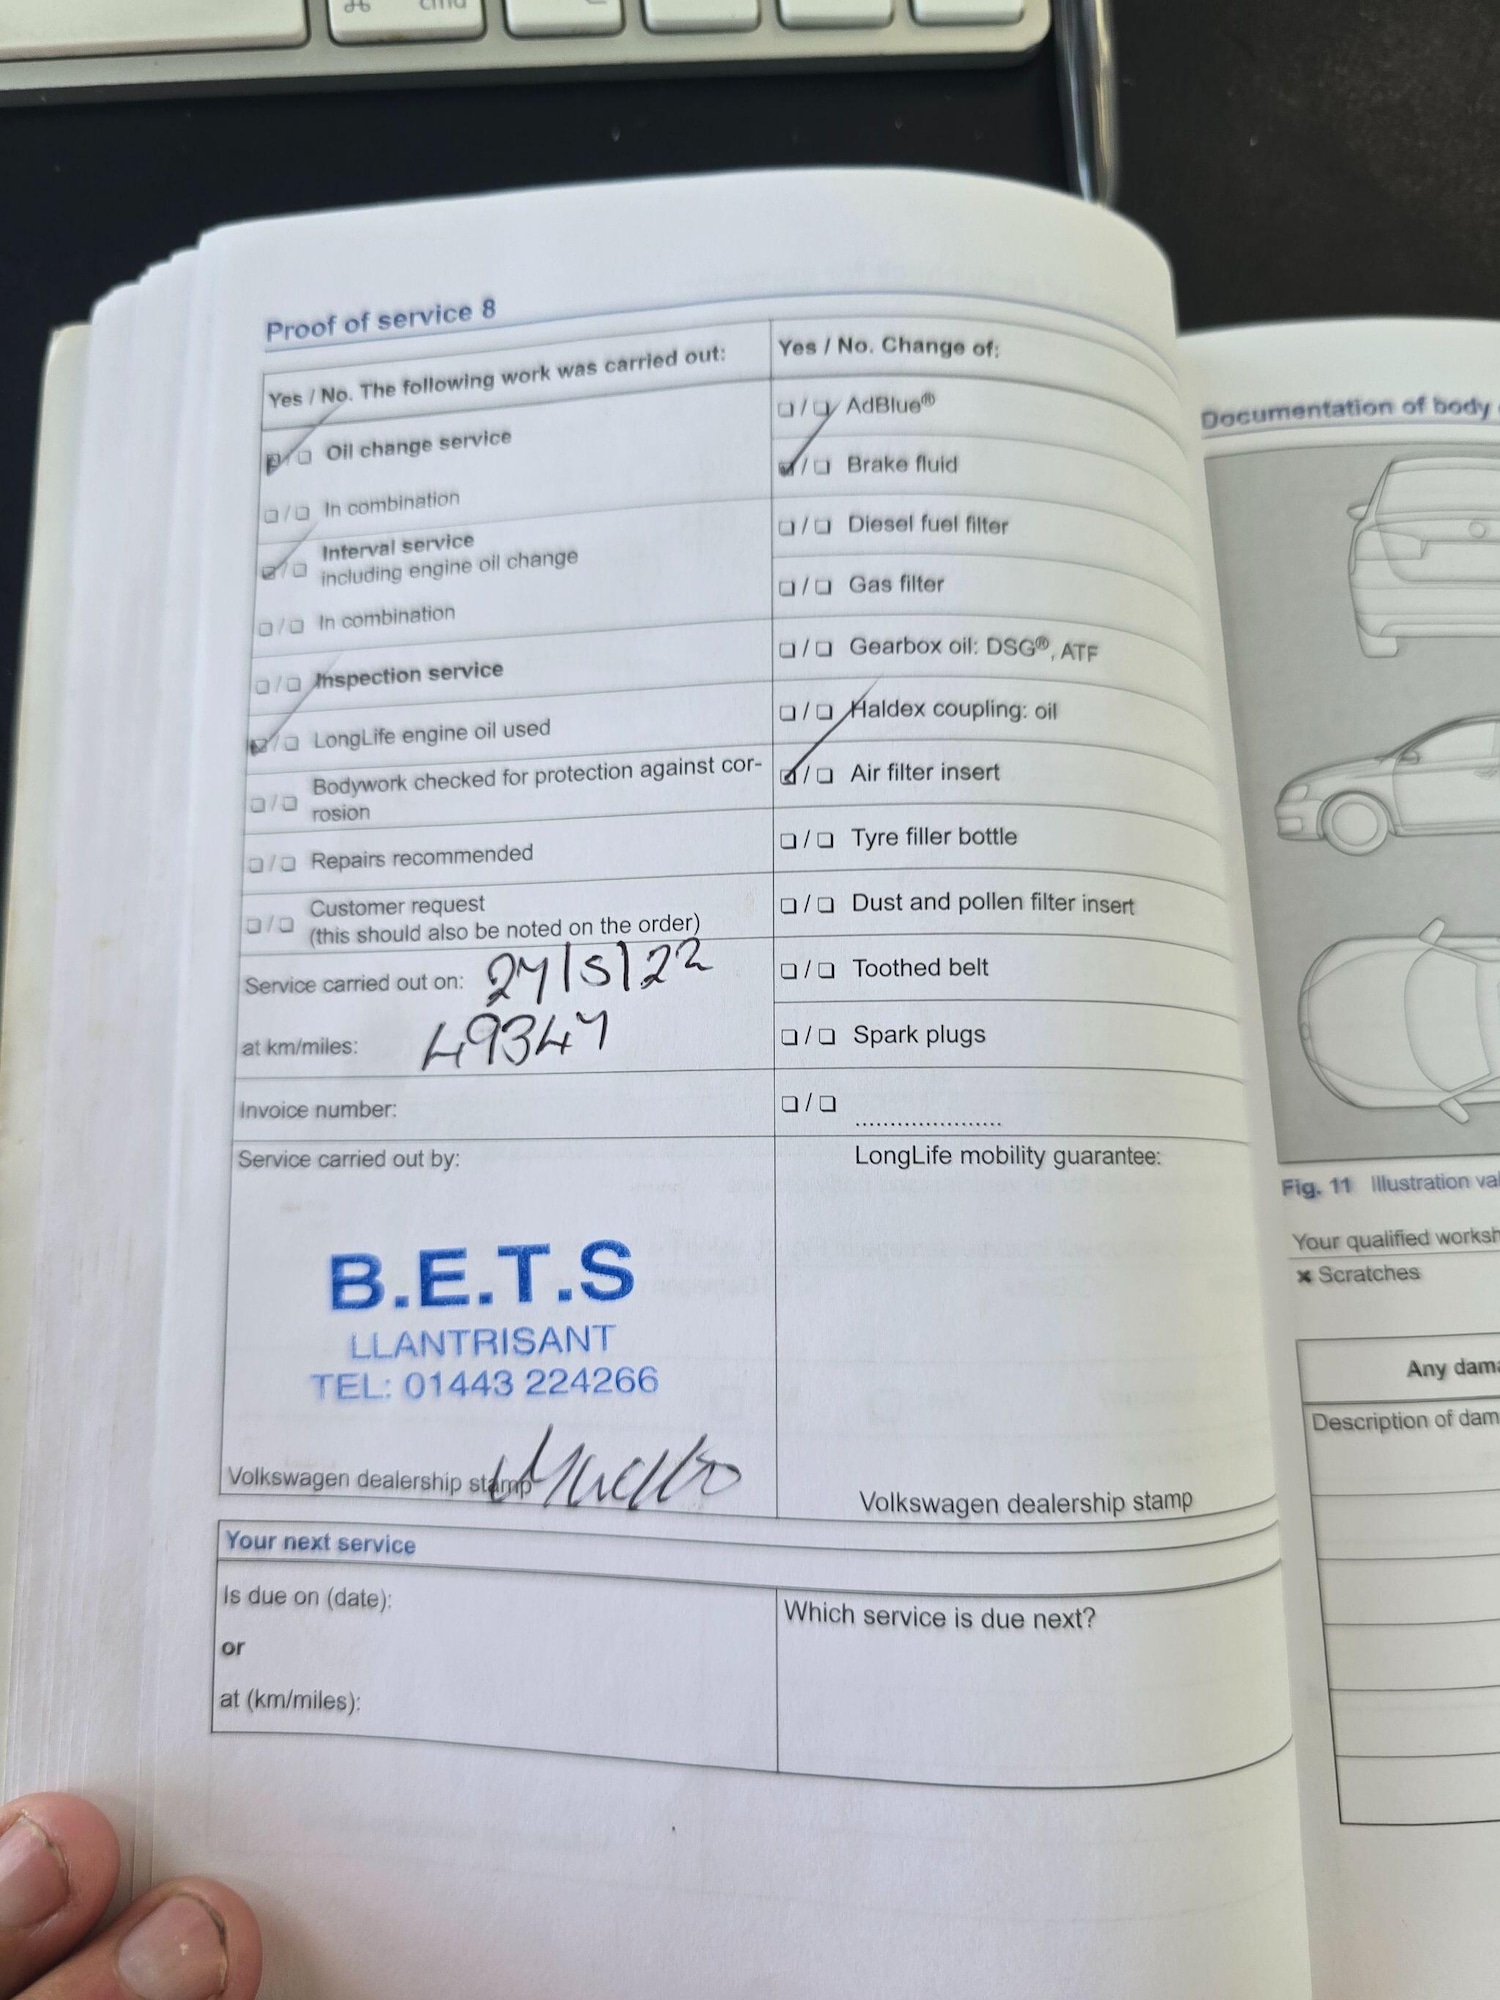 ⌘ cmd
Proof of service 8
Yes / No. The following work was carried out:
Oil change service
In combination
Interval service
including engine oil change
In combination
Inspection service
LongLife engine oil used
Bodywork checked for protection against cor-
rosion
Repairs recommended
Customer request
(this should also be noted on the order)
Service carried out on: 24/5/22
at km/miles: 49344
Invoice number:
Service carried out by:
B.E.T.S
LLANTRISANT
TEL: 01443 224266
Volkswagen dealership stamp
Yes / No. Change of:
AdBlue®
Brake fluid
Diesel fuel filter
Gas filter
Gearbox oil: DSG®, ATF
Haldex coupling: oil
Air filter insert
Tyre filler bottle
Dust and pollen filter insert
Toothed belt
Spark plugs
LongLife mobility guarantee:
Volkswagen dealership stamp
Your next service
Is due on (date):
or
at (km/miles):
Which service is due next?
Documentation of body
Fig. 11 Illustration
Your qualified
× Scratches
Any
Description of